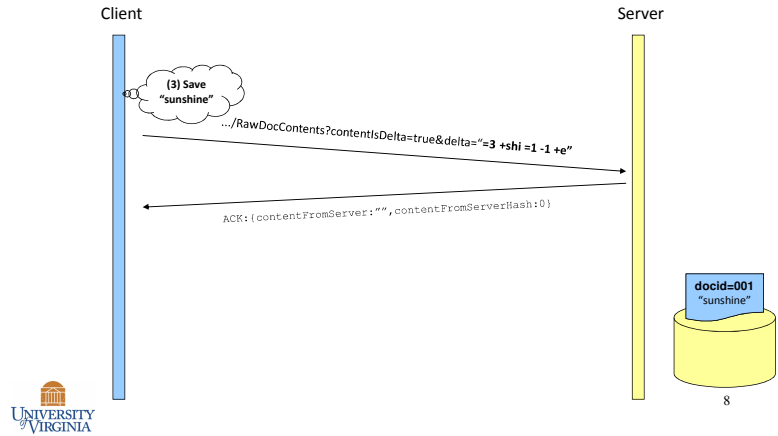 Client
Server
(3) Save
“sunshine”
.../RawDocContents?contentIsDelta=true&delta=“=3 +shi =1 -1 +e”
ACK:{contentFromServer:””,contentFromServerHash:0}
docid=001
“sunshine”
8
UNIVERSITY
of VIRGINIA